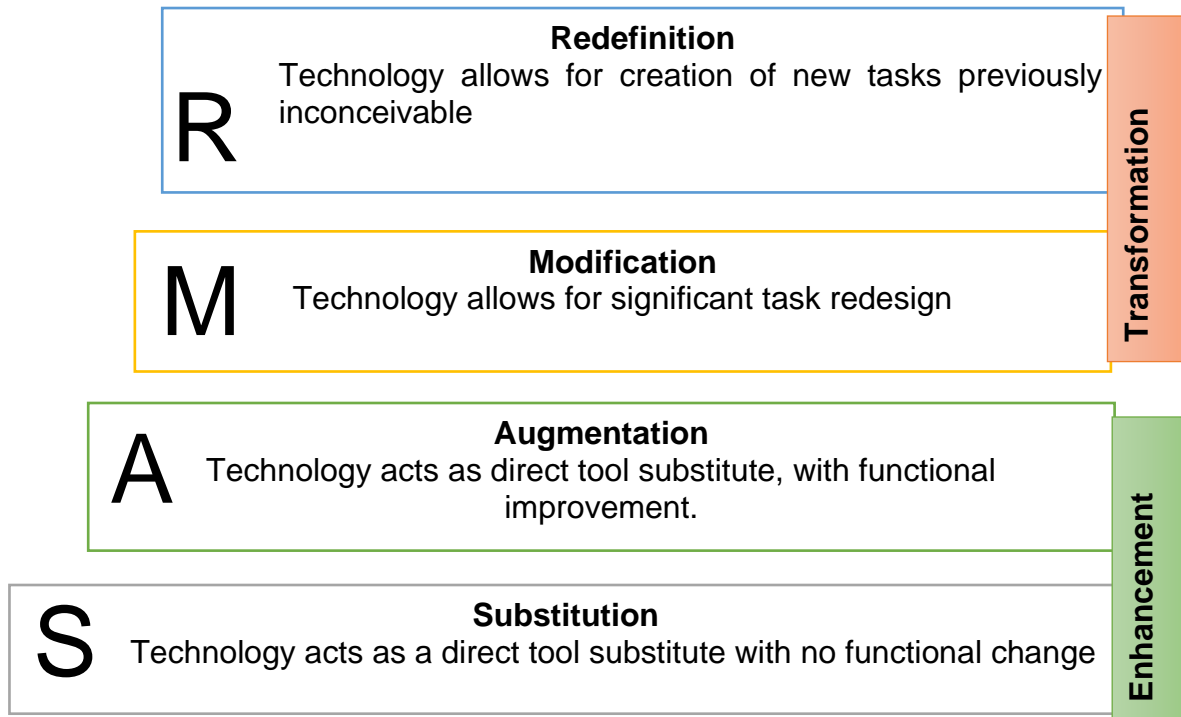 Redefinition
Technology allows for creation of new tasks previously
inconceivable
R
Transformation
Modification
Technology allows for significant task redesign
M
Augmentation
Technology acts as direct tool substitute, with functional
improvement.
A
Enhancement
Substitution
Technology acts as a direct tool substitute with no functional change
S